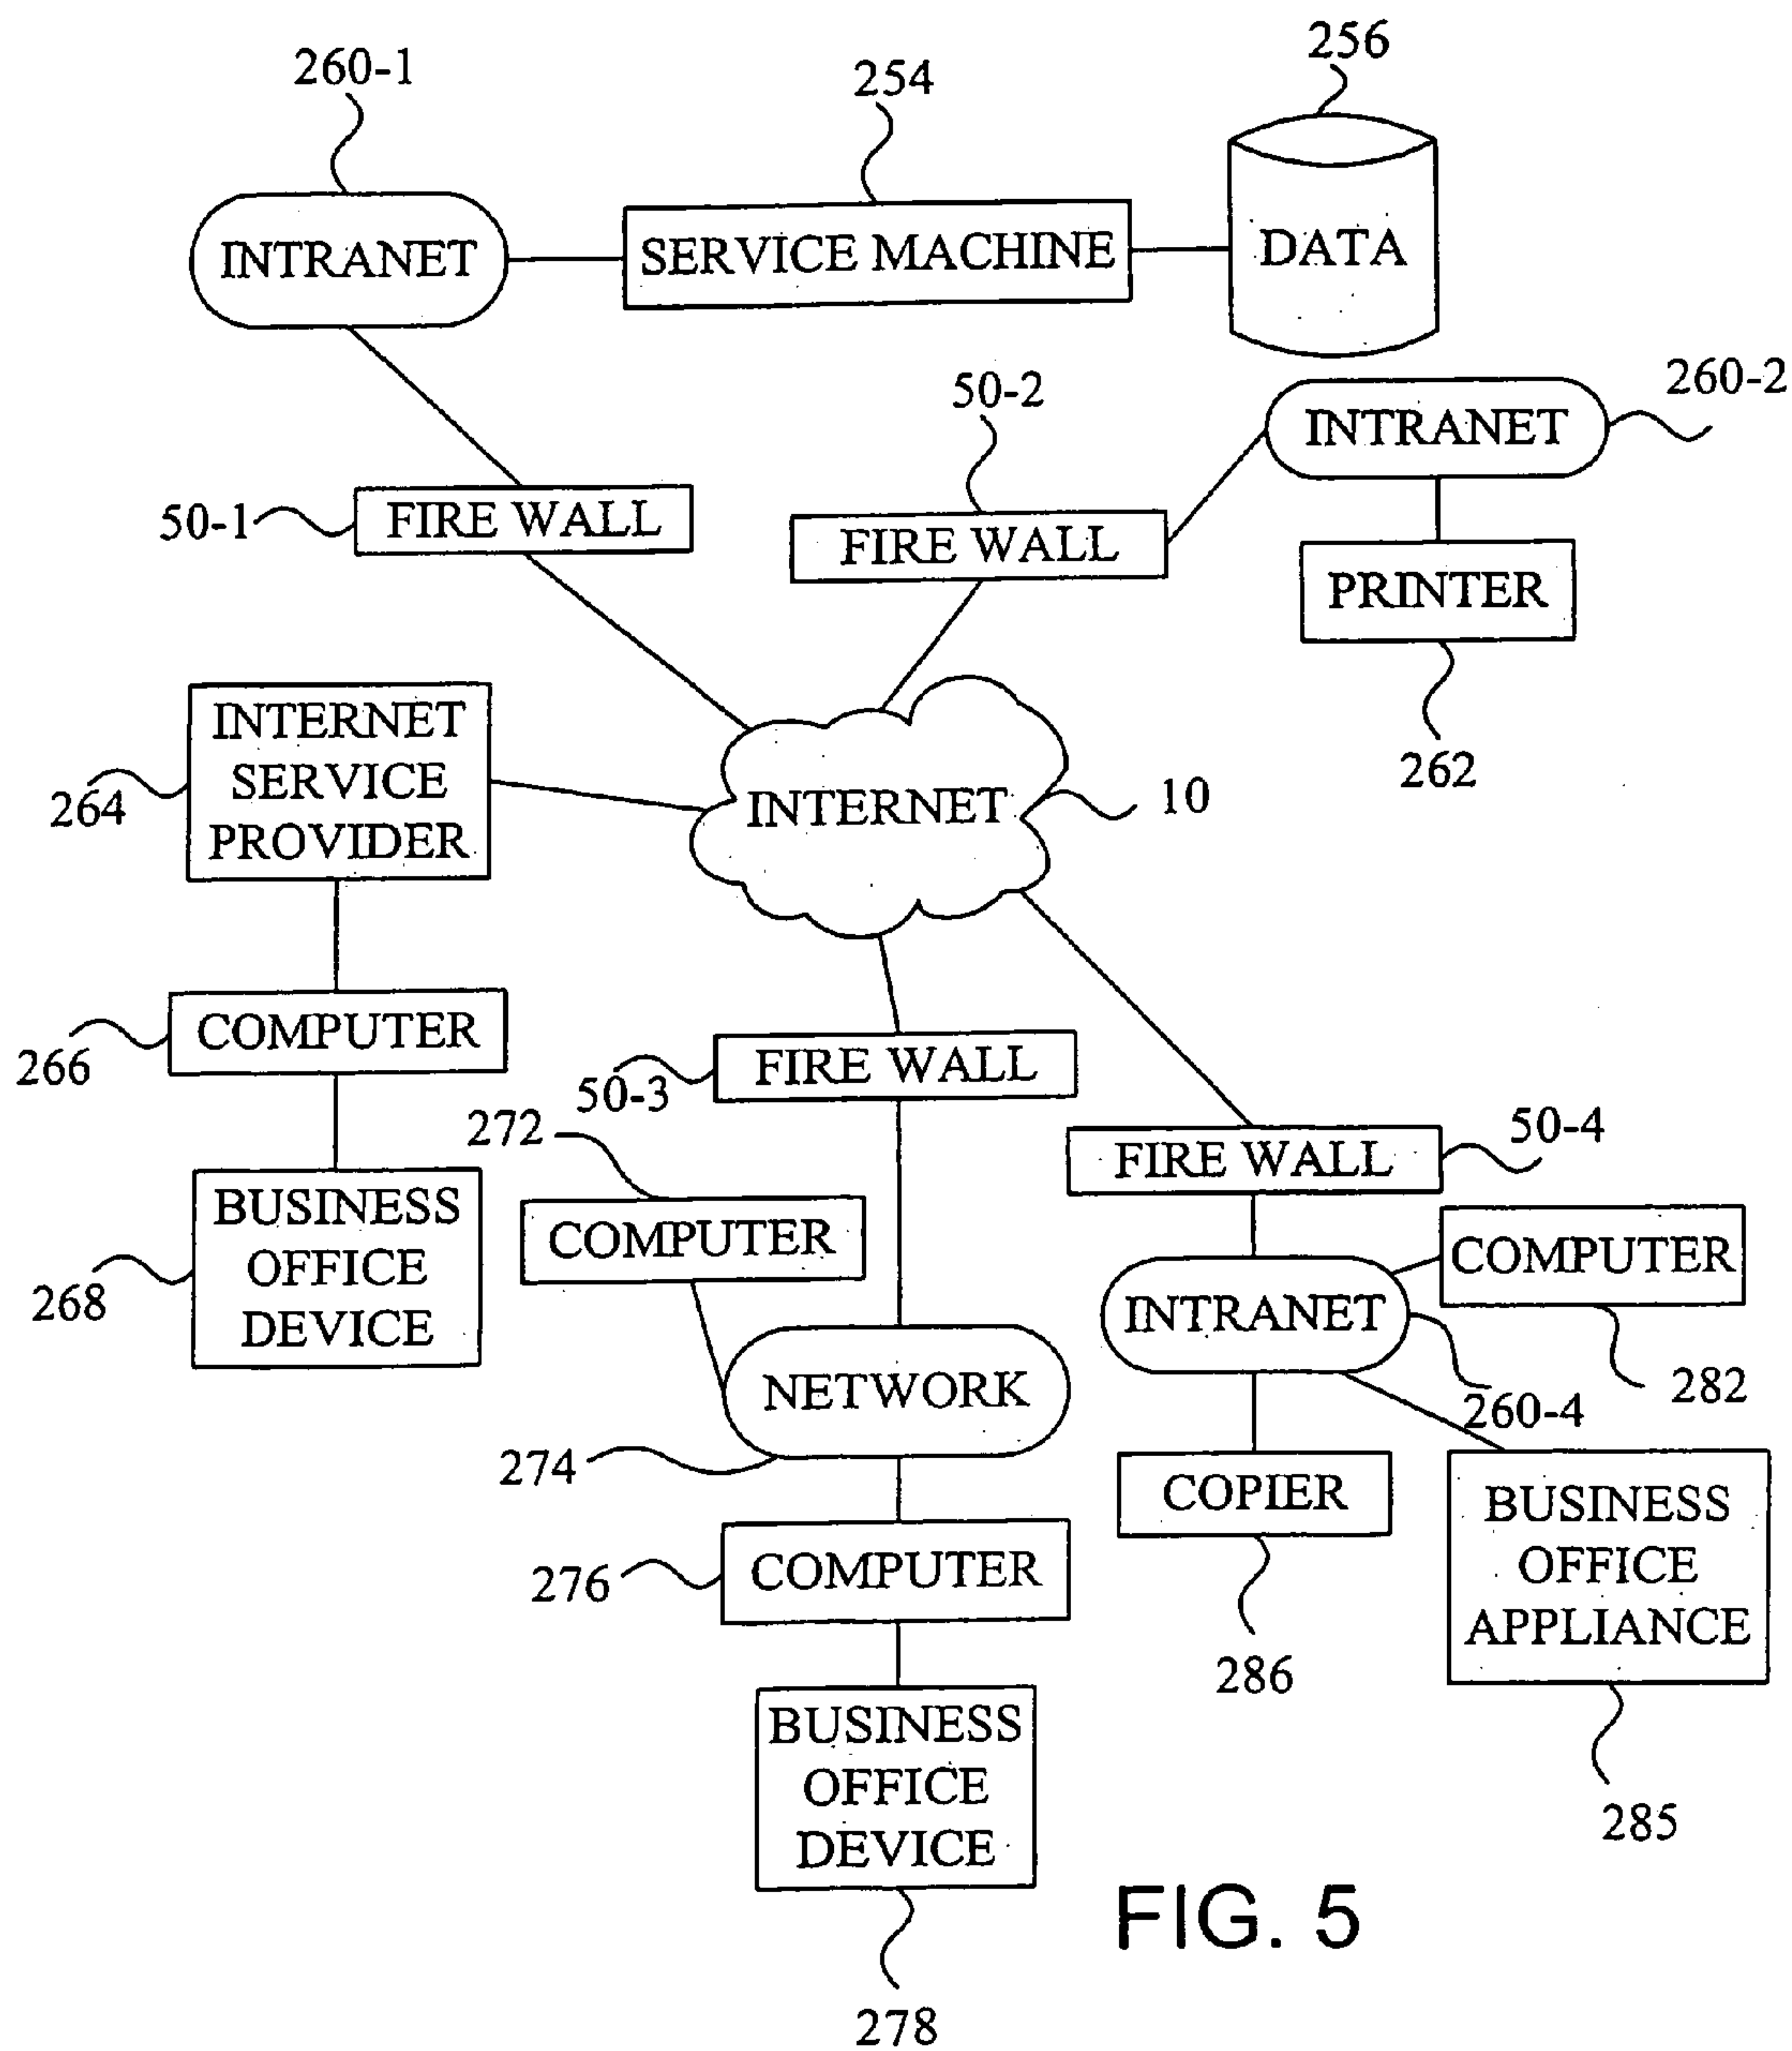 260-1
254
256
INTRANET
SERVICE MACHINE
DATA
50-2
260-2
INTRANET
50-1
FIRE WALL
FIRE WALL
PRINTER
262
INTERNET
SERVICE
PROVIDER
264
INTERNET
10
COMPUTER
266
FIRE WALL
50-3
272
50-4
FIRE WALL
BUSINESS
OFFICE
DEVICE
268
COMPUTER
COMPUTER
INTRANET
282
260-4
NETWORK
274
COPIER
286
BUSINESS
OFFICE
APPLIANCE
285
COMPUTER
276
BUSINESS
OFFICE
DEVICE
278
FIG. 5